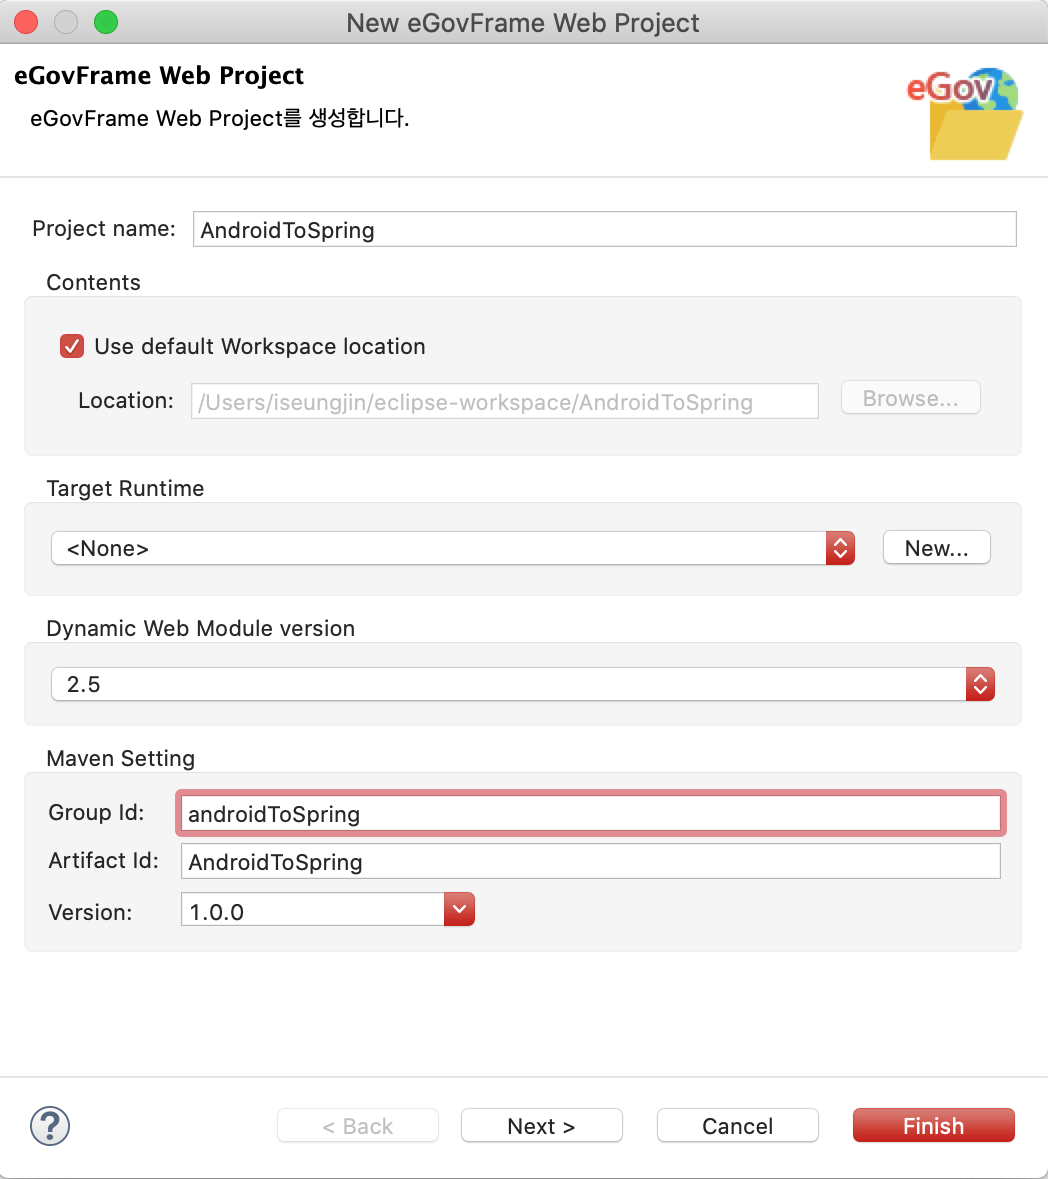 New eGovFrame Web Project
eGovFrame Web Project
eGovFrame Web Project를 생성합니다.
eGov
Project name: AndroidToSpring
Contents
Use default Workspace location
Location: /Users/iseungjin/eclipse-workspace/AndroidToSpring Browse...
Target Runtime
<None> New...
Dynamic Web Module version
2.5
Maven Setting
Group Id: androidToSpring
Artifact Id: AndroidToSpring
Version: 1.0.0
? < Back Next > Cancel Finish